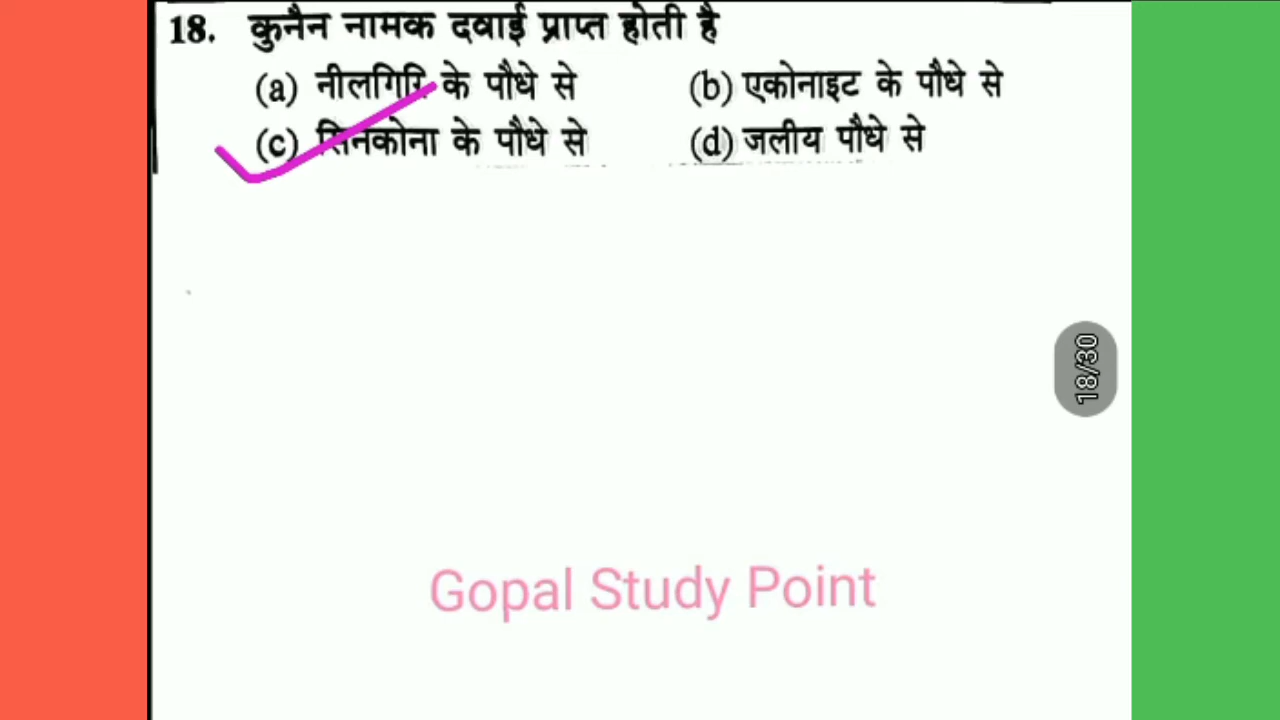 18. कुनैन नामक दवाई प्राप्त होती है
(a) नीलगिरि के पौधे से (b) एकोनाइट के पौधे से
(c) सिनकोना के पौधे से (d) जलीय पौधे से
18/30
Gopal Study Point